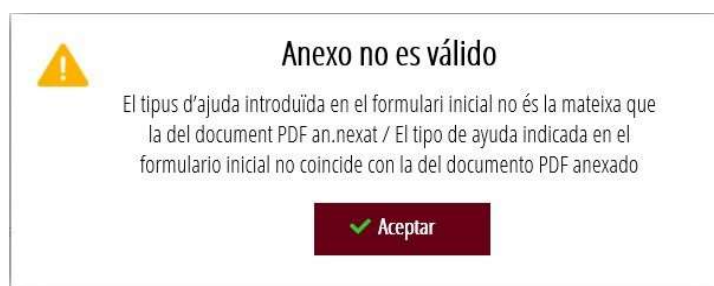 Anexo no es válido
El tipus d'ajuda introduïda en el formulari inicial no és la mateixa que
la del document PDF an.nexat / El tipo de ayuda indicada en el
formulario inicial no coincide con la del documento PDF anexado
Aceptar